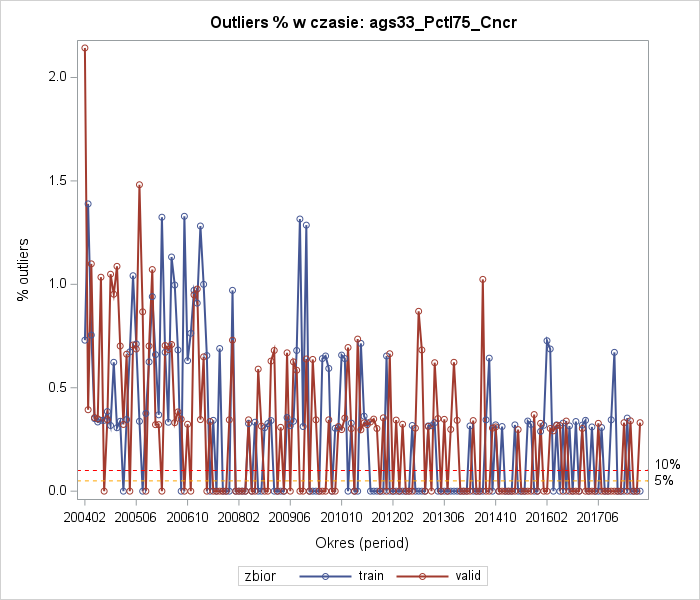 Outliers % w czasie: ags33_Pctl75_Cncr
% outliers
2.0
1.5
1.0
0.5
0.0
10%
5%
200402 200506 200610 200802 200906 201010 201202 201306 201410 201602 201706
Okres (period)
zbior train valid